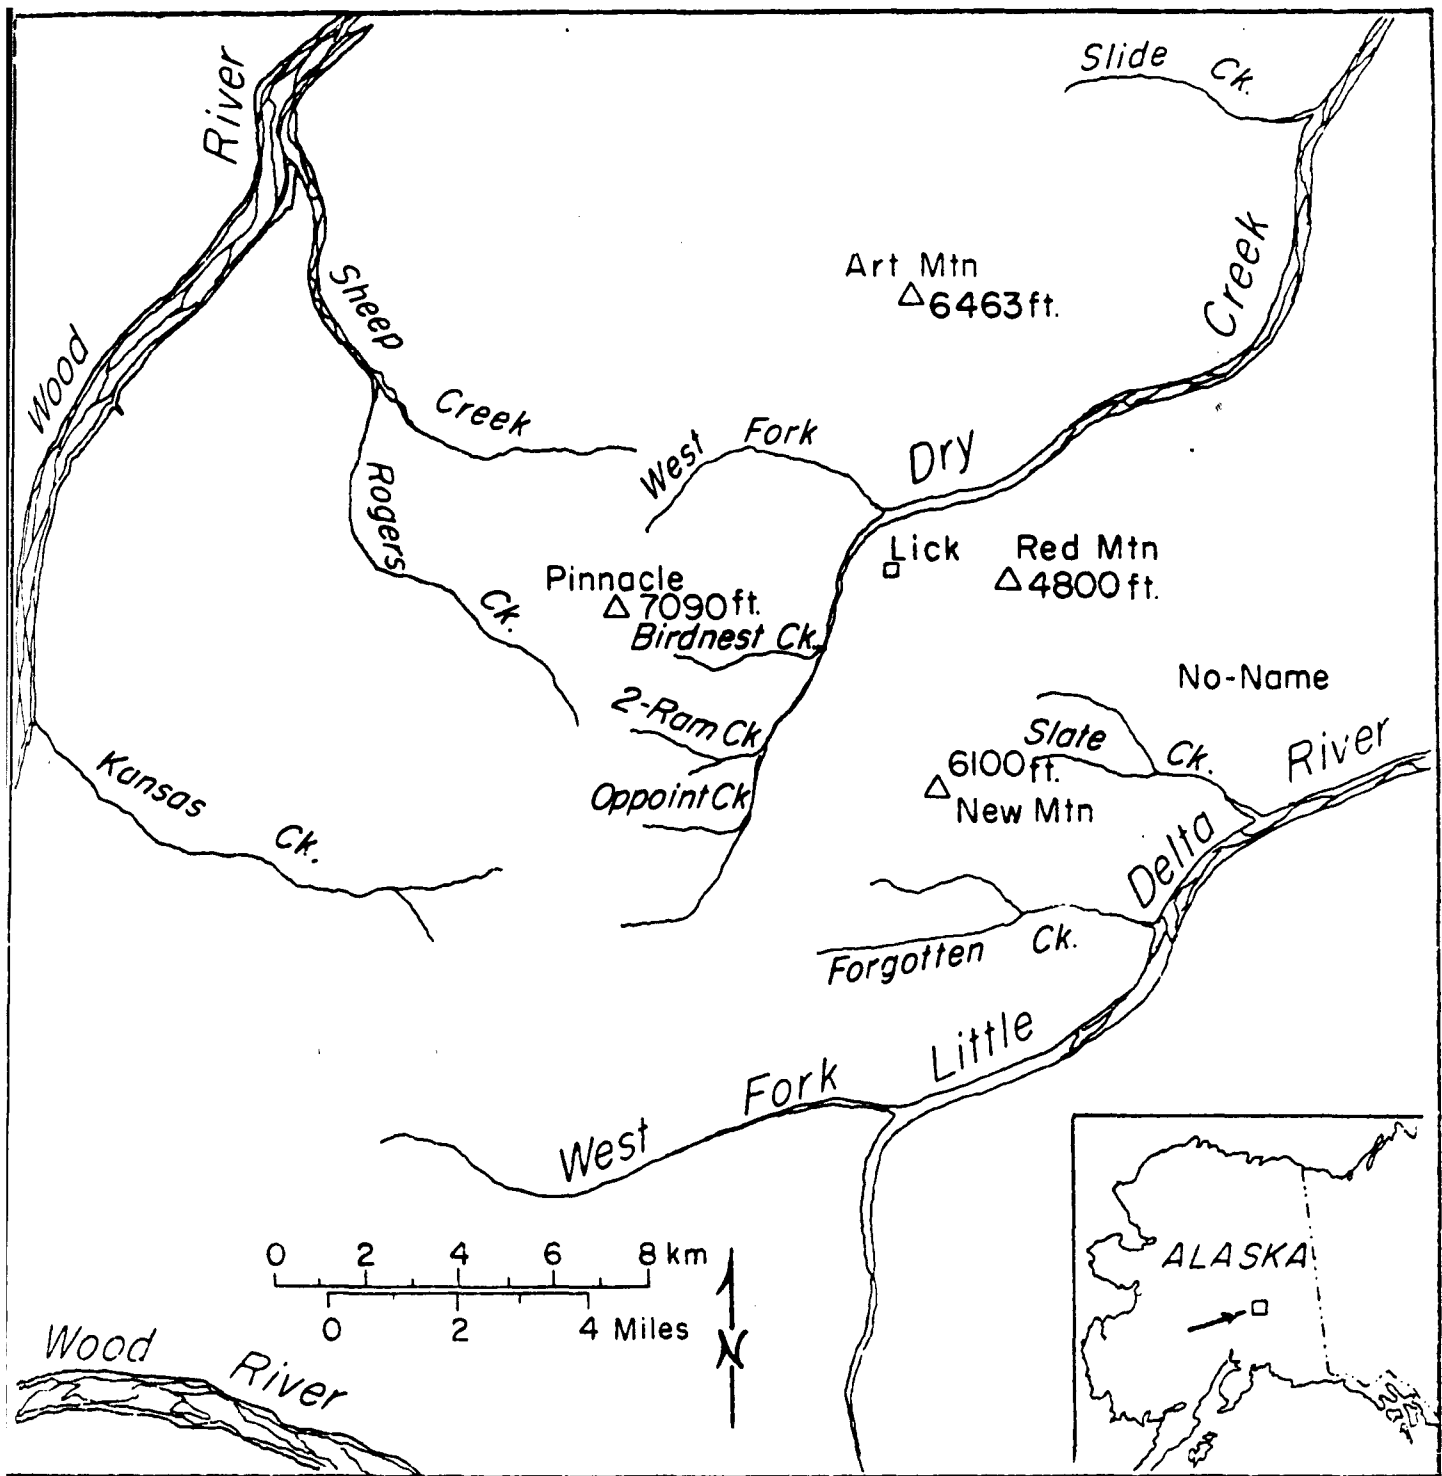 River
Slide Ck.
Art Mtn
6463 ft.
Creek
Sheep
Wood
Creek
West Fork
Dry
Rogers
Ck.
Lick
Red Mtn
4800 ft.
Pinnacle
7090 ft.
Birdnest Ck.
No-Name
2-Ram Ck
Slate Ck.
6100 ft.
New Mtn
River
Oppoint Ck
Kansas
Ck.
Delta
Forgotten Ck.
Little
Fork
West
0 2 4 6 8 km
0 2 4 Miles
N
ALASKA
Wood
River